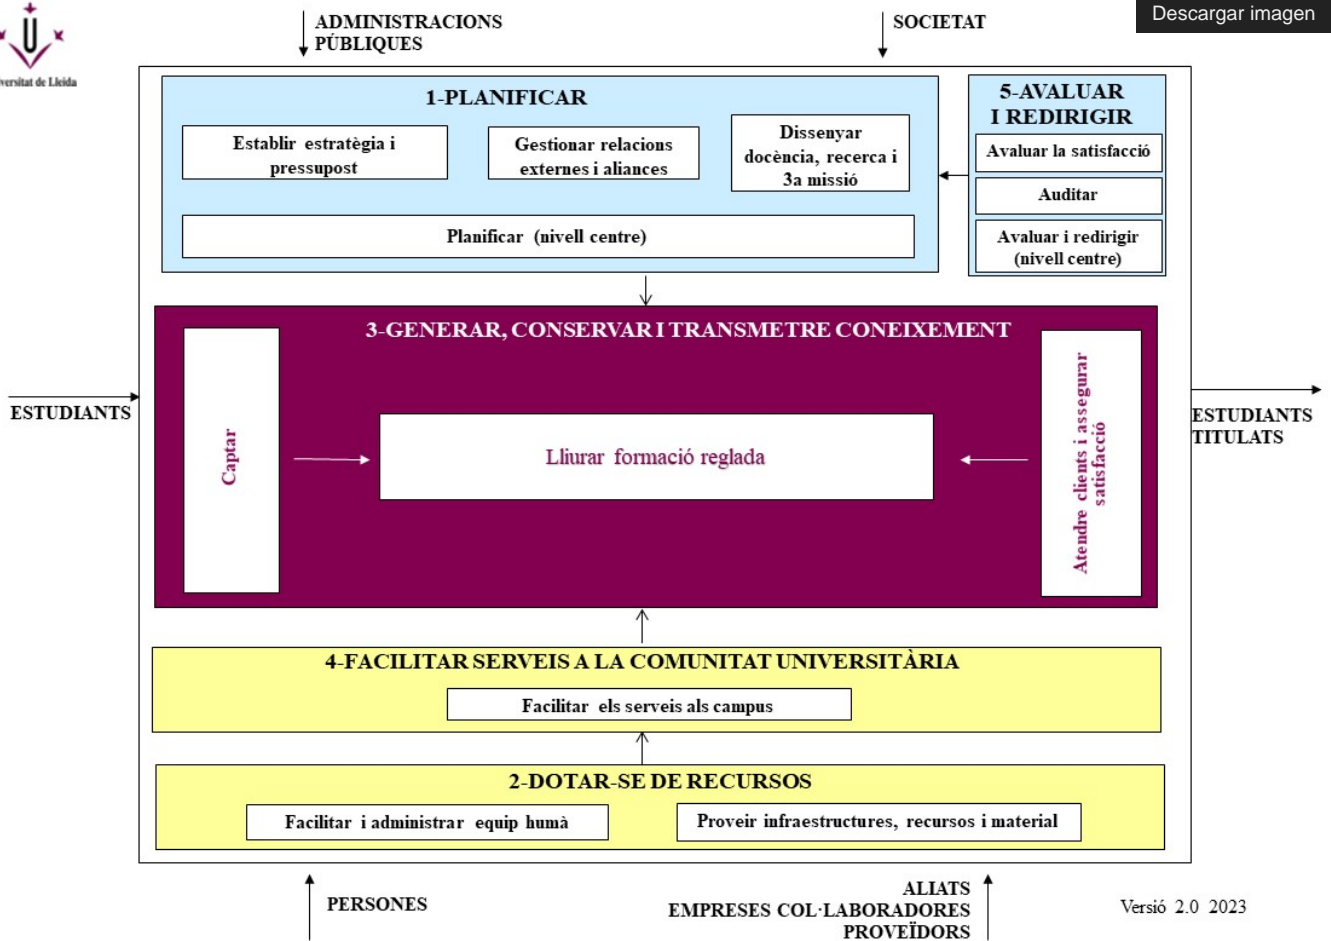 Descargar imagen
U
versitat de Lleida
ADMINISTRACIONS
PÚBLIQUES
SOCIETAT
1-PLANIFICAR
Establir estratègia i
pressupost
Gestionar relacions
externes i aliances
Dissenyar
docència, recerca i
3a missió
Planificar (nivell centre)
5-AVALUAR
I REDIRIGIR
Avaluar la satisfacció
Auditar
Avaluar i redirigir
(nivell centre)
3-GENERAR, CONSERVAR I TRANSMETRE CONEIXEMENT
ESTUDIANTS
Captar
Lliurar formació reglada
Atendre clients i assegurar
satisfacció
ESTUDIANTS
TITULATS
4-FACILITAR SERVEIS A LA COMUNITAT UNIVERSITÀRIA
Facilitar els serveis als campus
2-DOTAR-SE DE RECURSOS
Facilitar i administrar equip humà
Proveir infraestructures, recursos i material
PERSONES
ALIATS
EMPRESES COL·LABORADORES
PROVEÏDORS
Versió 2.0 2023